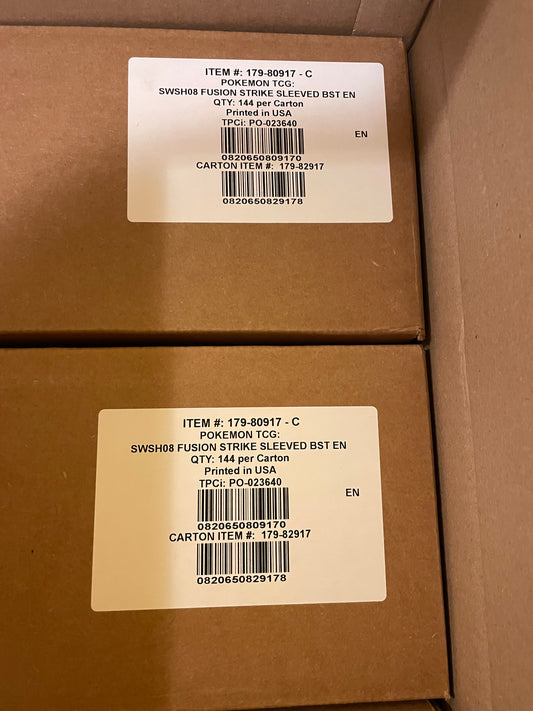 ITEM #: 179-80917 - C
POKEMON TCG:
SWSH08 FUSION STRIKE SLEEVED BST EN
QTY: 144 per Carton
Printed in USA
TPCi: PO-023640
EN
0820650809170
CARTON ITEM #: 179-82917
0820650829178
ITEM #: 179-80917 - C
POKEMON TCG:
SWSH08 FUSION STRIKE SLEEVED BST EN
QTY: 144 per Carton
Printed in USA
TPCi: PO-023640
EN
0820650809170
CARTON ITEM #: 179-82917
0820650829178